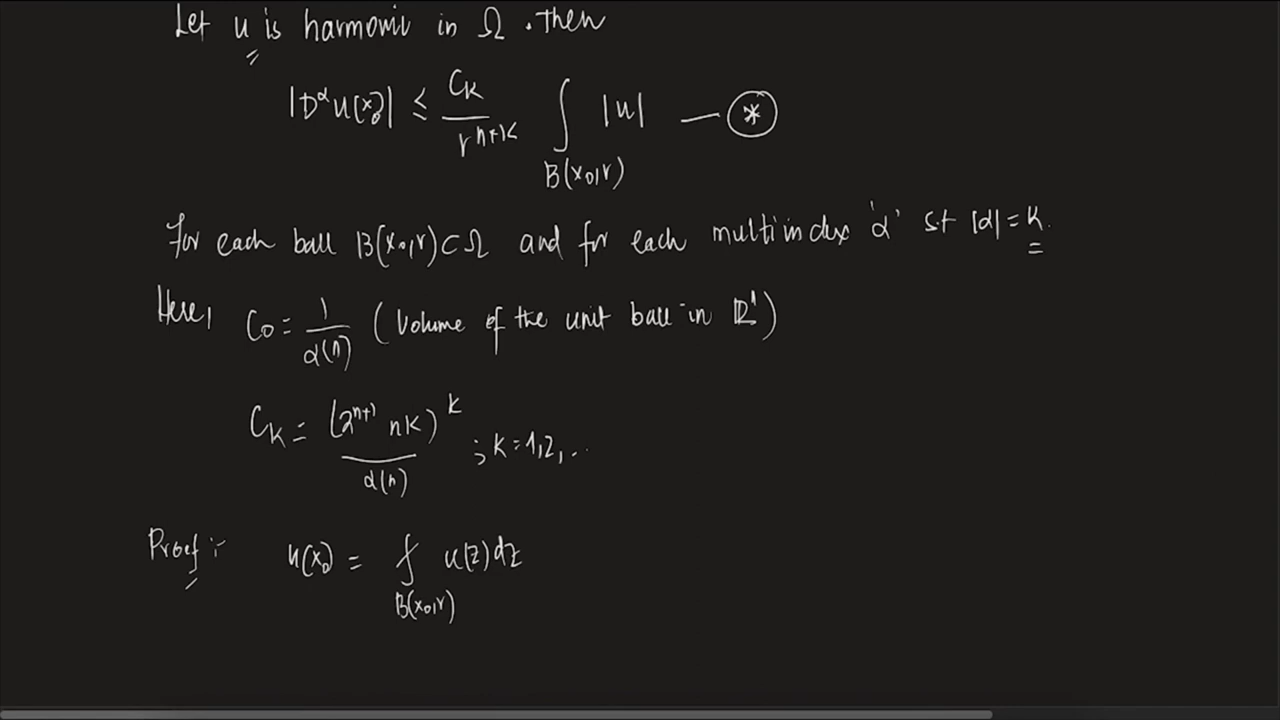 Let u is harmonic in Ω. then
|D^α u(x_0)| ≤ C_K / r^{n+K} ∫_{B(x_0,r)} |u| — ⊛
For each ball B(x_0,r) ⊂ Ω and for each multiindex 'α' s.t |α| = K.
Here, C_0 = 1/α(n) (Volume of the unit ball in ℝ^n)
C_K = (2^{n+1} nK)^K / α(n) ; K = 1,2,..
Proof :- u(x_0) = ⨍_{B(x_0,r)} u(z) dz